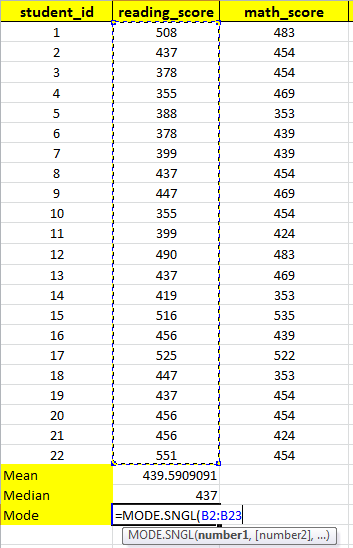 student_id reading_score math_score
1 508 483
2 437 454
3 378 454
4 355 469
5 388 353
6 378 439
7 399 439
8 437 454
9 447 469
10 355 454
11 399 424
12 490 483
13 437 469
14 419 353
15 516 535
16 456 439
17 525 522
18 447 353
19 437 454
20 456 454
21 456 424
22 551 454
Mean 439.5909091
Median 437
Mode =MODE.SNGL(B2:B23
MODE.SNGL(number1, [number2], ...)